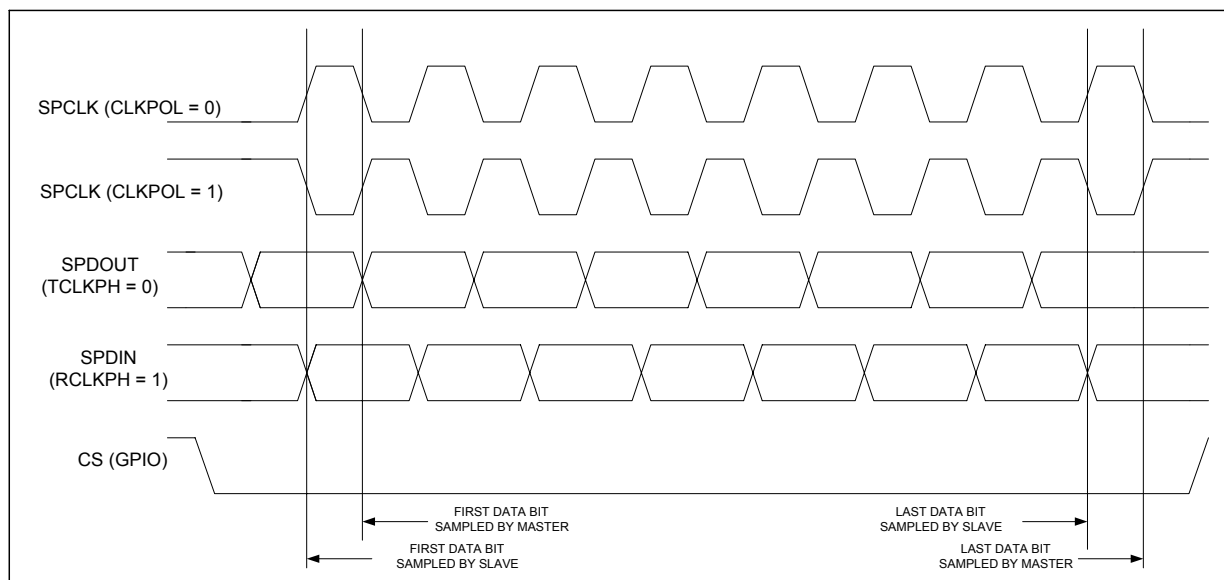 SPCLK (CLKPOL = 0)
SPCLK (CLKPOL = 1)
SPDOUT
(TCLKPH = 0)
SPDIN
(RCLKPH = 1)
CS (GPIO)
FIRST DATA BIT
SAMPLED BY MASTER
LAST DATA BIT
SAMPLED BY SLAVE
FIRST DATA BIT
SAMPLED BY SLAVE
LAST DATA BIT
SAMPLED BY MASTER